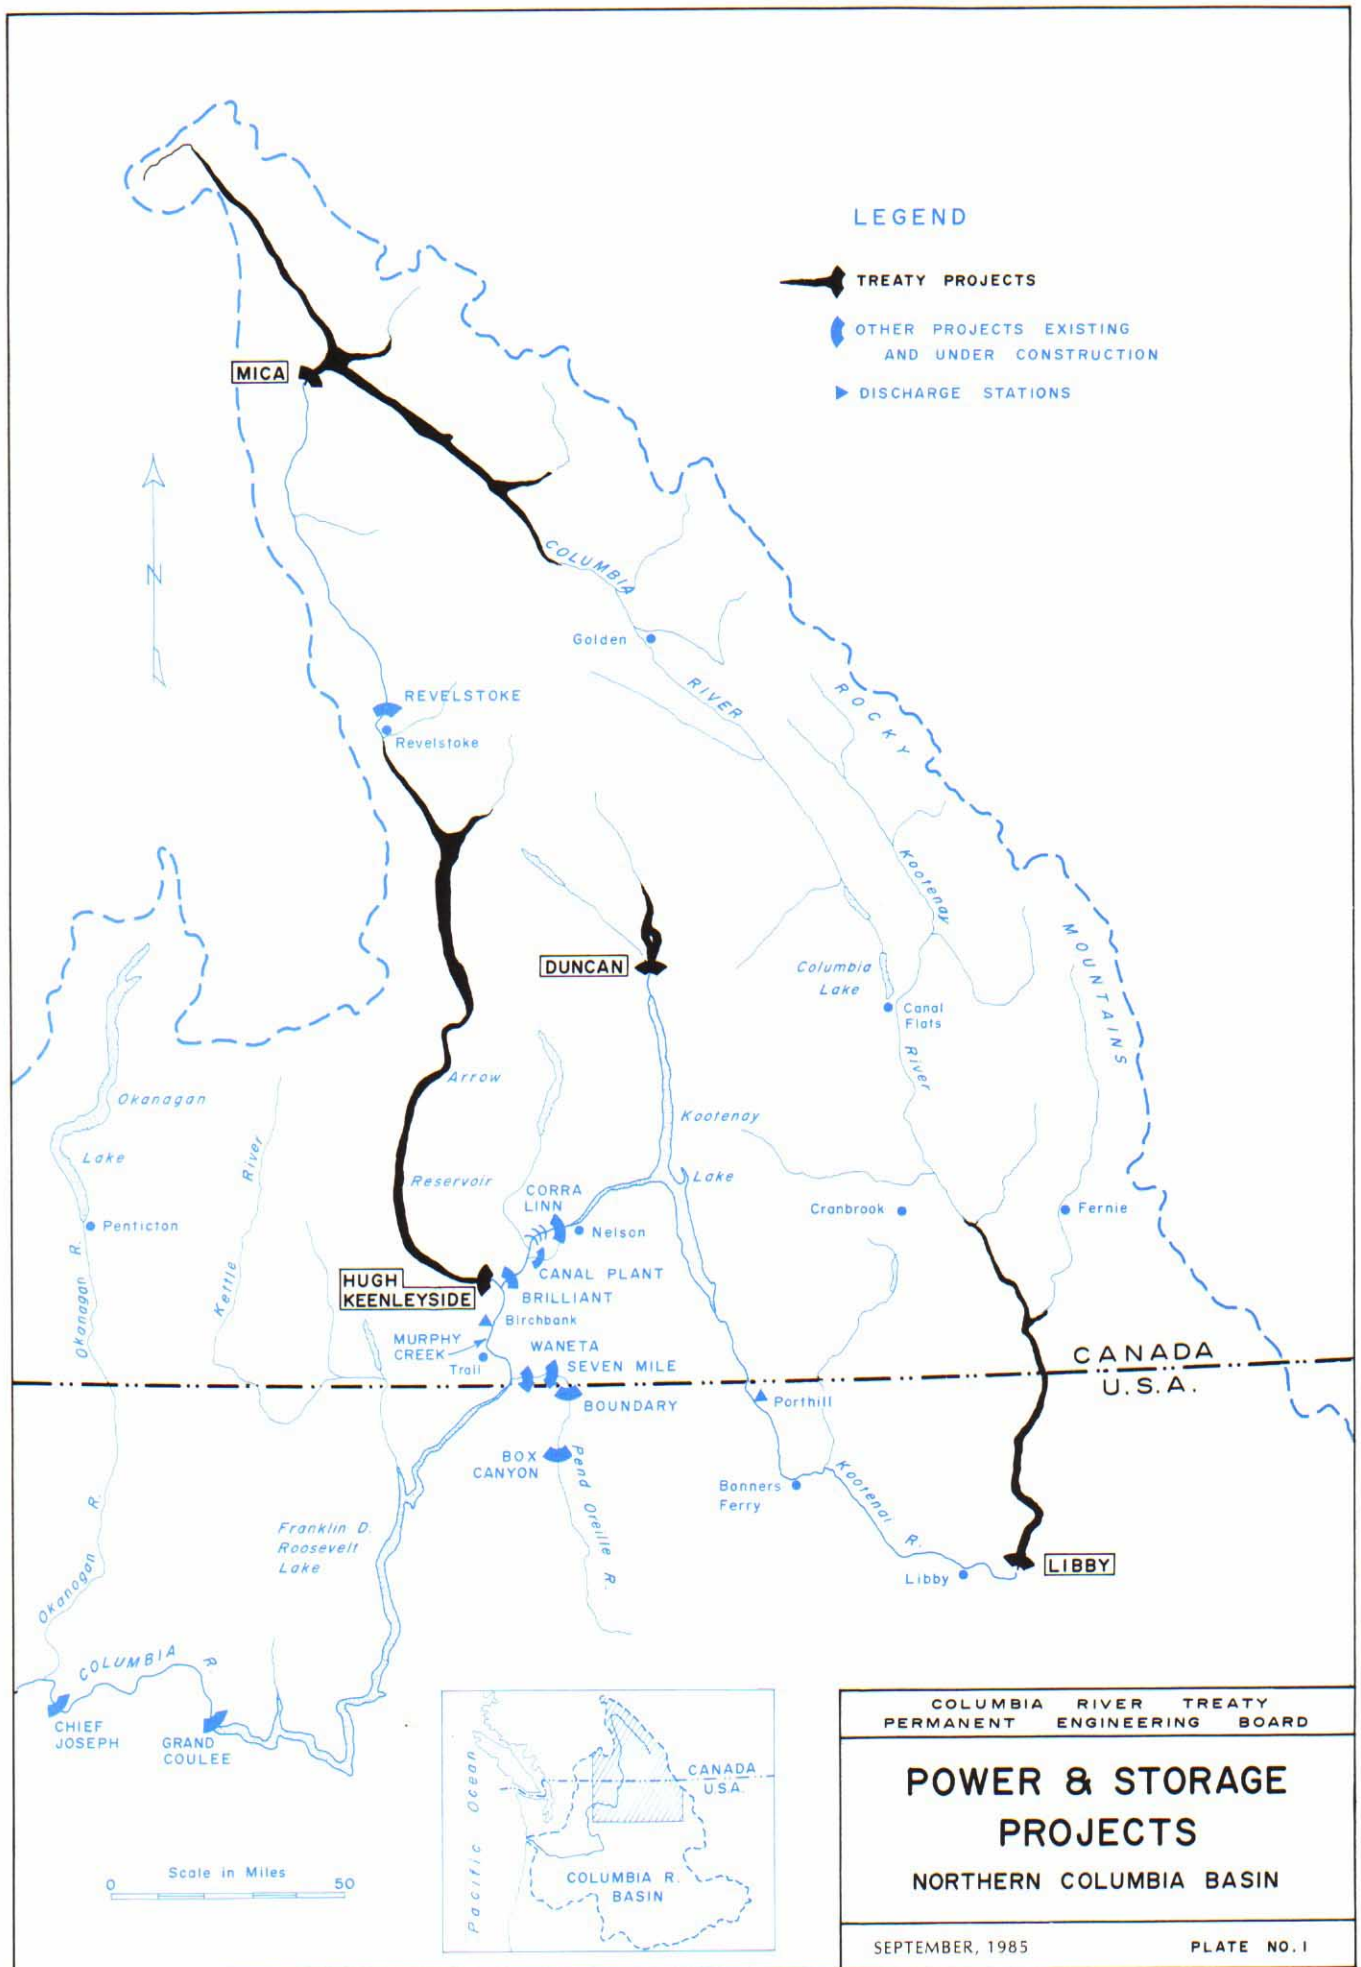 LEGEND
TREATY PROJECTS
OTHER PROJECTS EXISTING
AND UNDER CONSTRUCTION
DISCHARGE STATIONS
MICA
N
COLUMBIA
RIVER
Golden
ROCKY
MOUNTAINS
REVELSTOKE
Revelstoke
Kootenay
River
DUNCAN
Columbia
Lake
Canal
Flats
Okanagan
Lake
Penticton
Okanagan R.
River
Kettle
Arrow
Reservoir
Kootenay
Lake
CORRA
LINN
Nelson
Cranbrook
Fernie
HUGH
KEENLEYSIDE
CANAL PLANT
BRILLIANT
Birchbank
MURPHY
CREEK
Trail
WANETA
SEVEN MILE
BOUNDARY
CANADA
U.S.A.
Porthill
BOX
CANYON
Pend Oreille R.
Bonners
Ferry
Kootenai R.
Libby
LIBBY
Franklin D.
Roosevelt
Lake
Okanogan R.
COLUMBIA R
CHIEF
JOSEPH
GRAND
COULEE
Scale in Miles
0 50
Pacific Ocean
CANADA
U.S.A.
COLUMBIA R.
BASIN
COLUMBIA RIVER TREATY
PERMANENT ENGINEERING BOARD
POWER & STORAGE
PROJECTS
NORTHERN COLUMBIA BASIN
SEPTEMBER, 1985 PLATE NO. 1